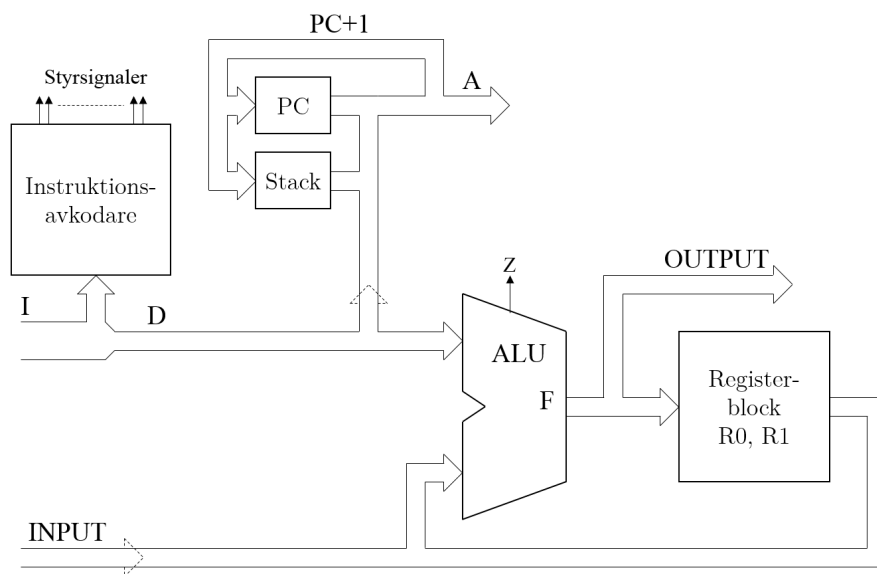 PC+1
Styrsignaler
A
PC
Stack
Instruktions-
avkodare
I
D
Z
OUTPUT
ALU
F
Register-
block
R0, R1
INPUT